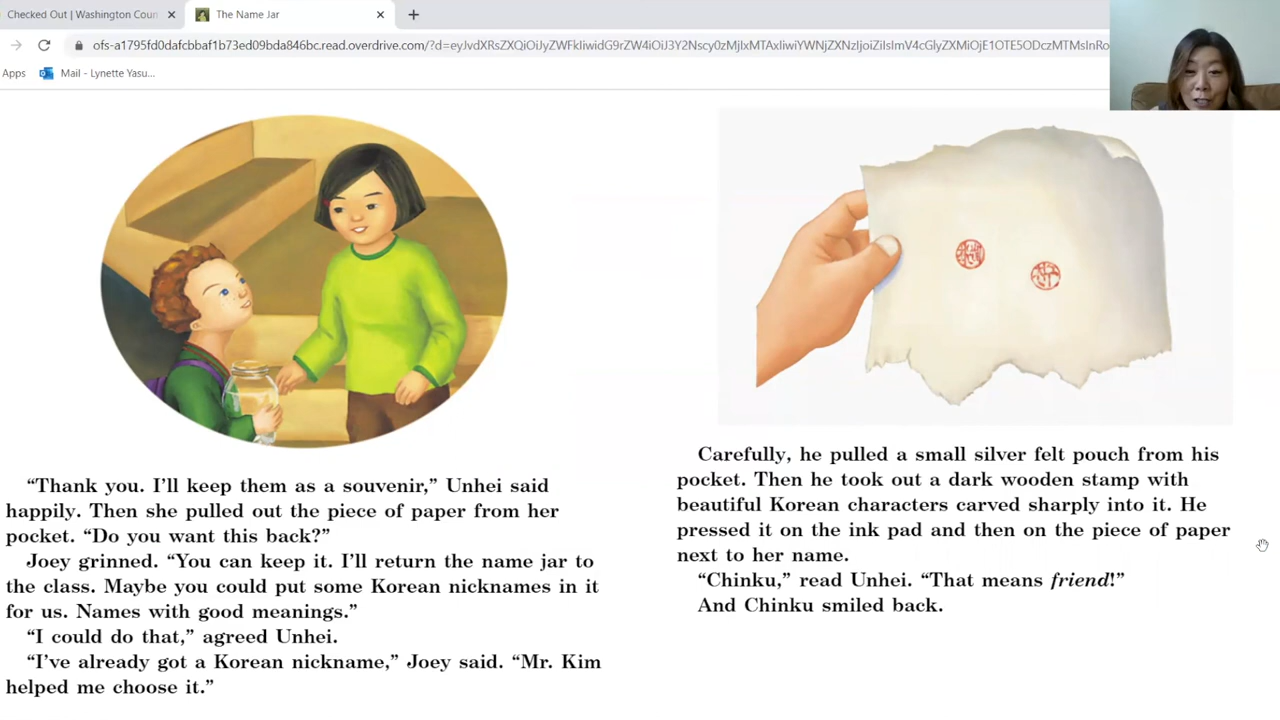 Checked Out | Washington Coun
The Name Jar
ofs-a1795fd0dafcbbaf1b73ed09bda846bc.read.overdrive.com/?d=eyJvdXRsZXQiOiJyZWFkIiwidG9rZW4iOiJ3Y2Nscy0zMjIxMTAxIiwiYWNjZXNzIjoiZiIsImV4cGlyZXMiOjE1OTE5ODczMTMsInRo
Apps
Mail - Lynette Yasu...
“Thank you. I’ll keep them as a souvenir,” Unhei said
happily. Then she pulled out the piece of paper from her
pocket. “Do you want this back?”
Joey grinned. “You can keep it. I’ll return the name jar to
the class. Maybe you could put some Korean nicknames in it
for us. Names with good meanings.”
“I could do that,” agreed Unhei.
“I’ve already got a Korean nickname,” Joey said. “Mr. Kim
helped me choose it.”
Carefully, he pulled a small silver felt pouch from his
pocket. Then he took out a dark wooden stamp with
beautiful Korean characters carved sharply into it. He
pressed it on the ink pad and then on the piece of paper
next to her name.
“Chinku,” read Unhei. “That means friend!”
And Chinku smiled back.